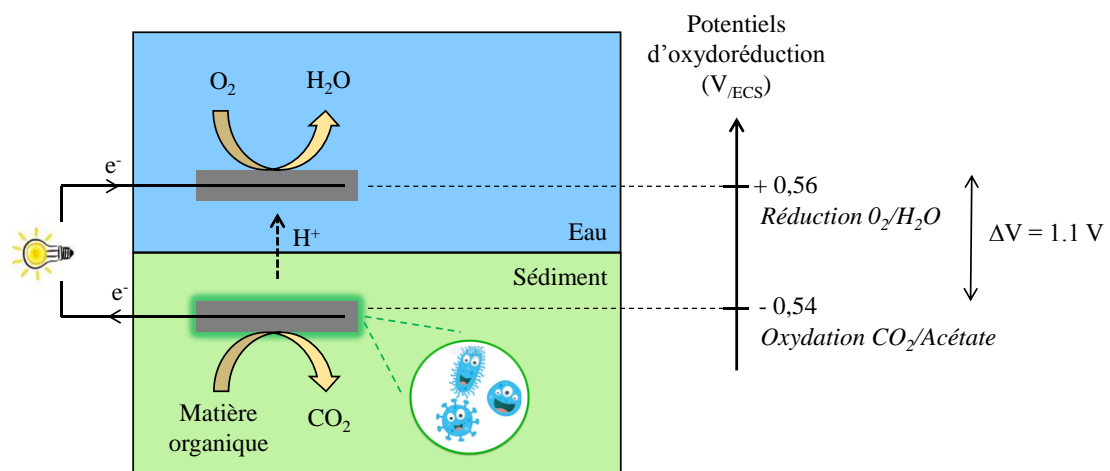 Potentiels
d'oxydoréduction
(V/ECS)
O₂
H₂O
e⁻
+ 0,56
Réduction 0₂/H₂O
H⁺
Eau
ΔV = 1.1 V
Sédiment
e⁻
- 0,54
Oxydation CO₂/Acétate
Matière
organique
CO₂